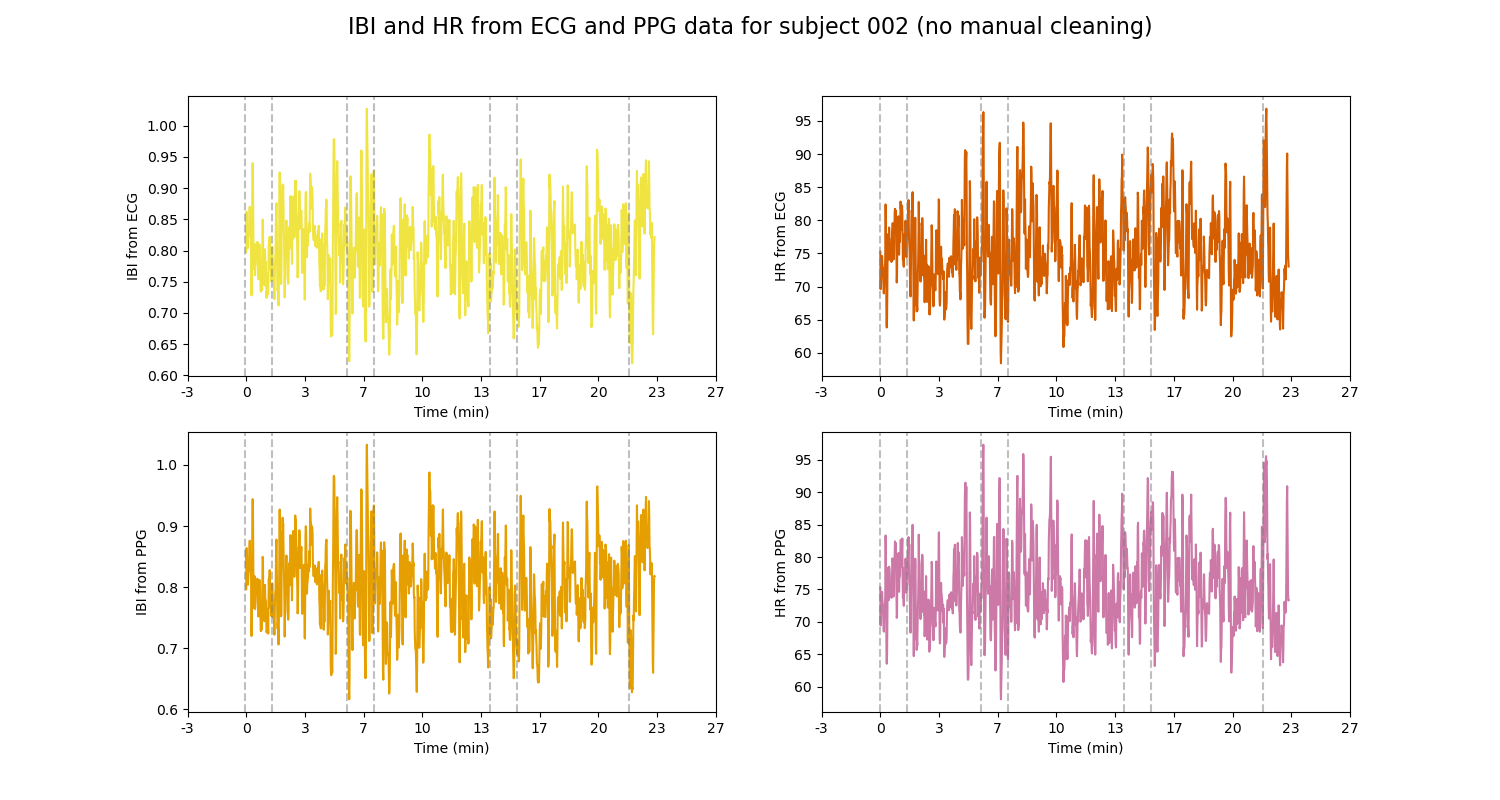 IBI and HR from ECG and PPG data for subject 002 (no manual cleaning)
IBI from ECG
1.00
0.95
0.90
0.85
0.80
0.75
0.70
0.65
0.60
-3 0 3 7 10 13 17 20 23 27
Time (min)
HR from ECG
95
90
85
80
75
70
65
60
-3 0 3 7 10 13 17 20 23 27
Time (min)
IBI from PPG
1.0
0.9
0.8
0.7
0.6
-3 0 3 7 10 13 17 20 23 27
Time (min)
HR from PPG
95
90
85
80
75
70
65
60
-3 0 3 7 10 13 17 20 23 27
Time (min)